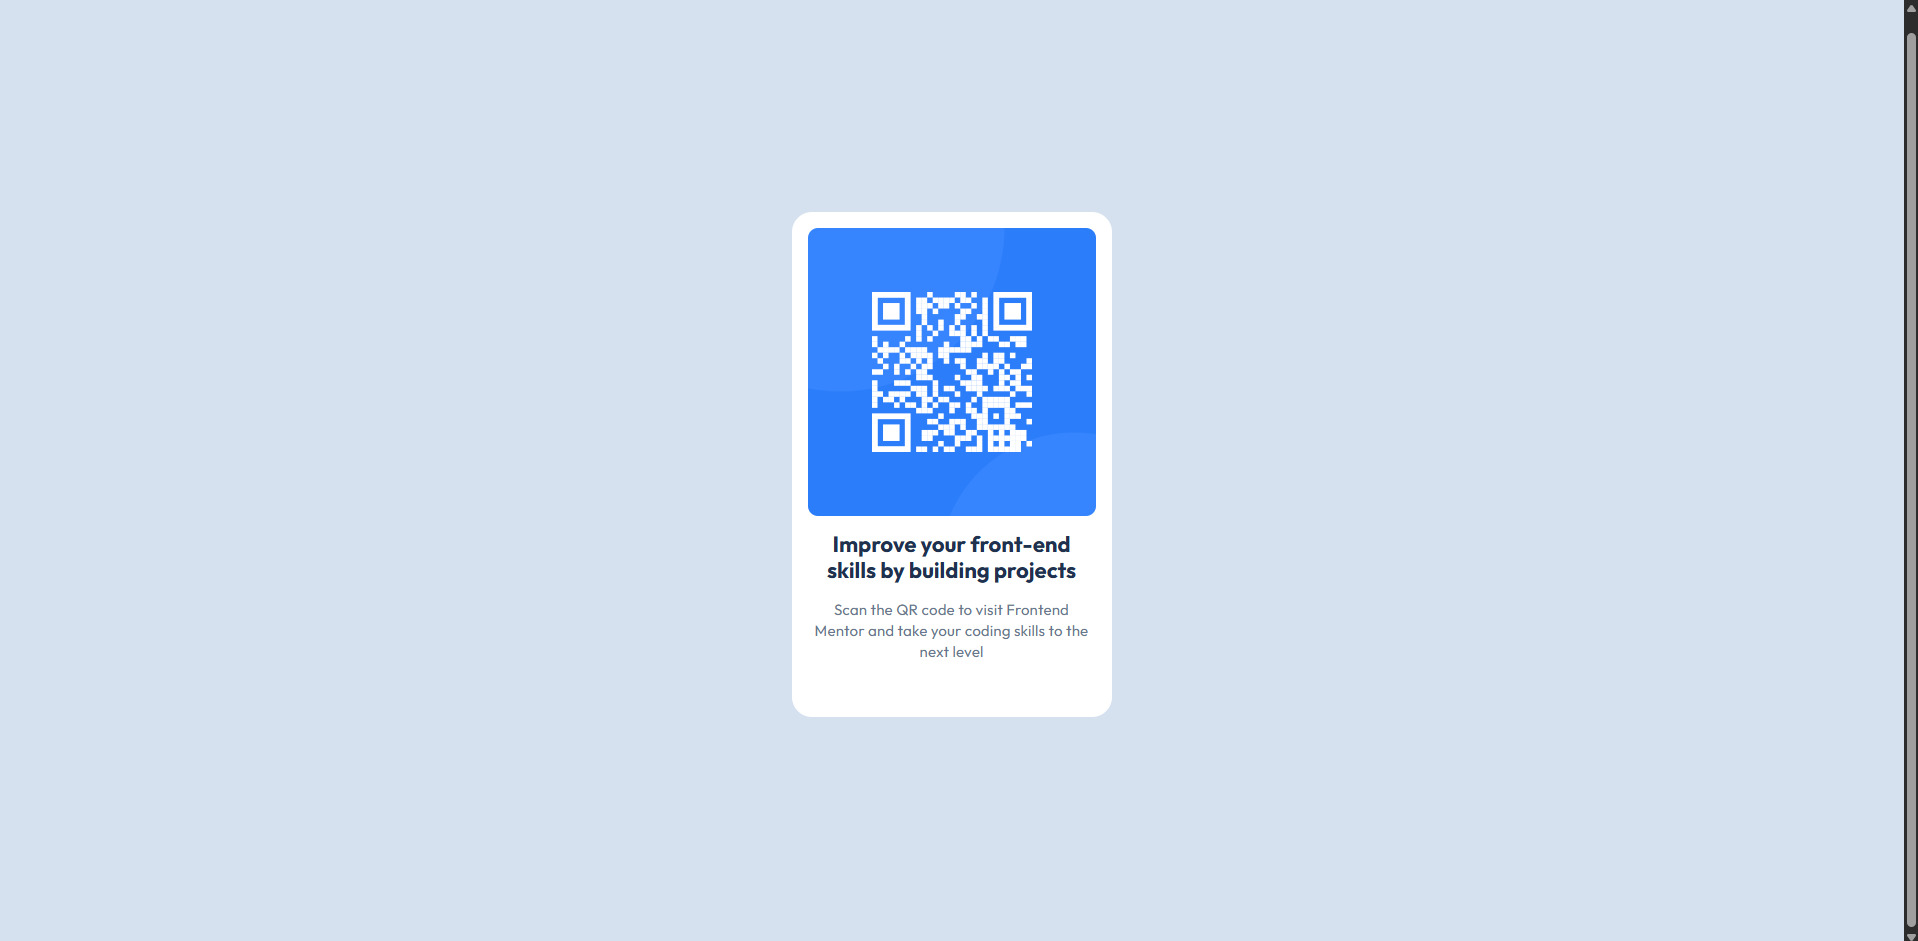 Improve your front-end
skills by building projects
Scan the QR code to visit Frontend
Mentor and take your coding skills to the
next level